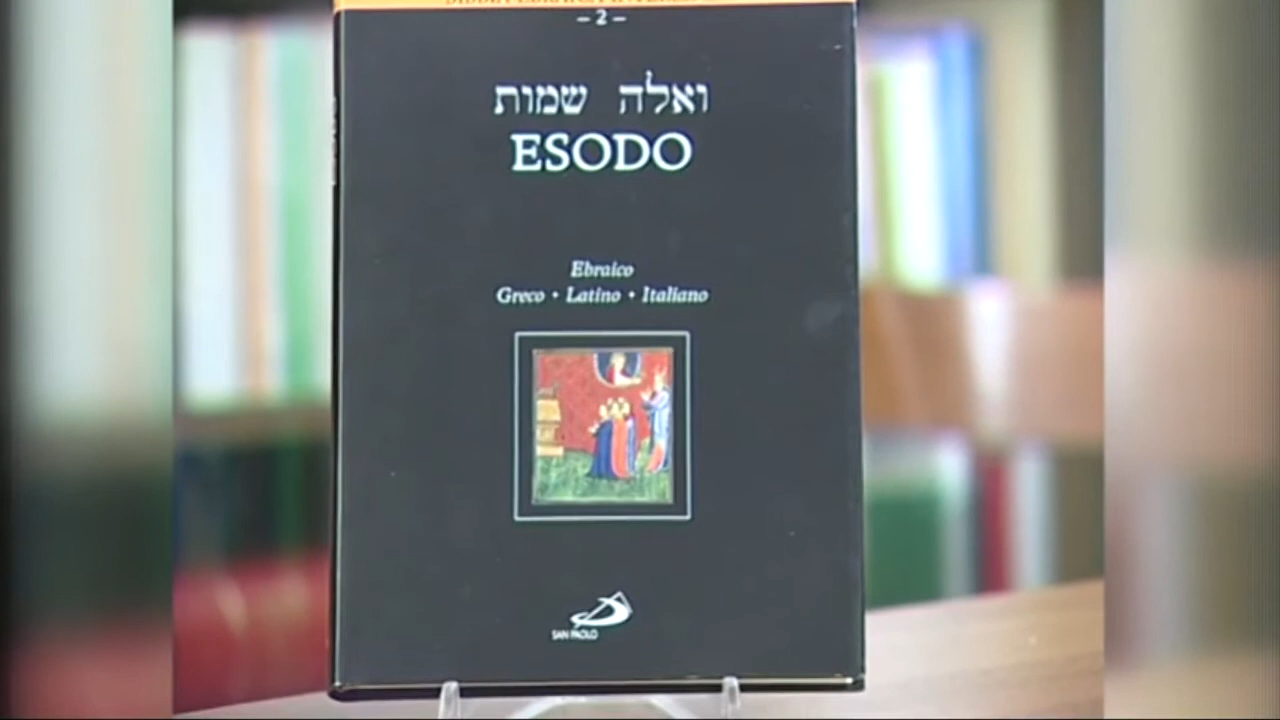 – 2 –
ואלה שמות
ESODO
Ebraico
Greco • Latino • Italiano
SAN PAOLO